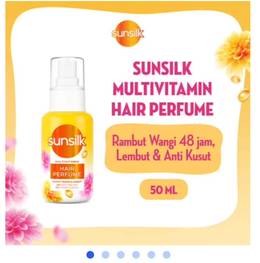 sunsilk
SUNSILK
MULTIVITAMIN
HAIR PERFUME
Rambut Wangi 48 jam,
Lembut & Anti Kusut
50 ML
sunsilk
HAIR
PERFUME